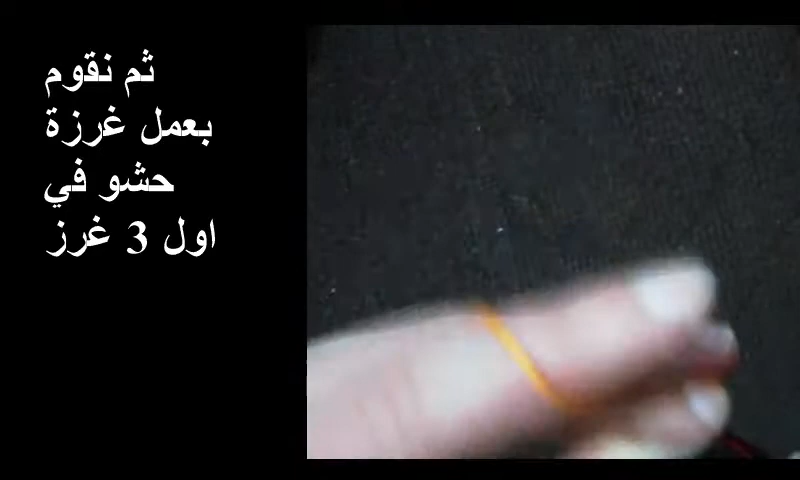 ثم نقوم
بعمل غرزة
حشو في
اول 3 غرز